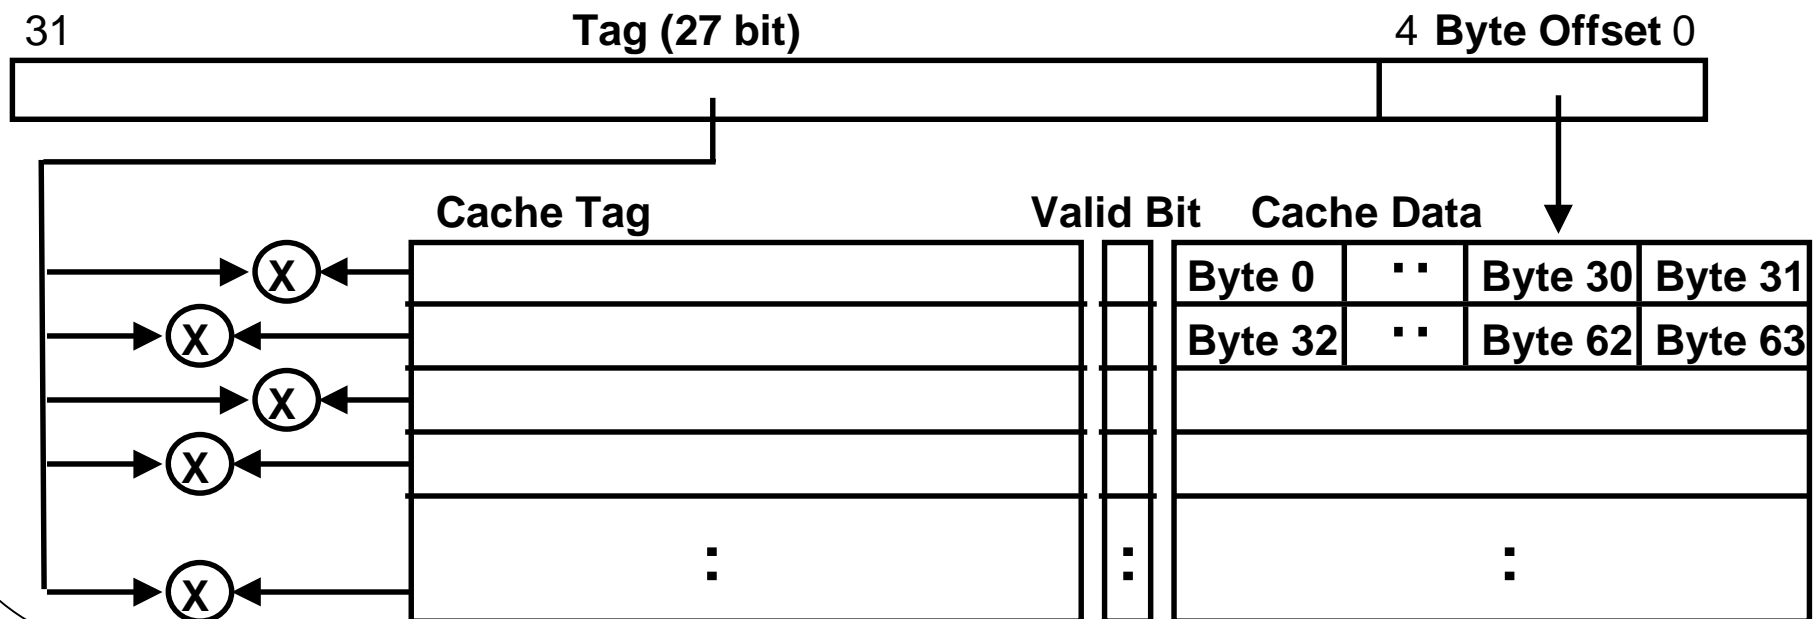 31 Tag (27 bit) 4 Byte Offset 0
Cache Tag Valid Bit Cache Data
X Byte 0 .. Byte 30 Byte 31
X Byte 32 .. Byte 62 Byte 63
X
X
: : :
X